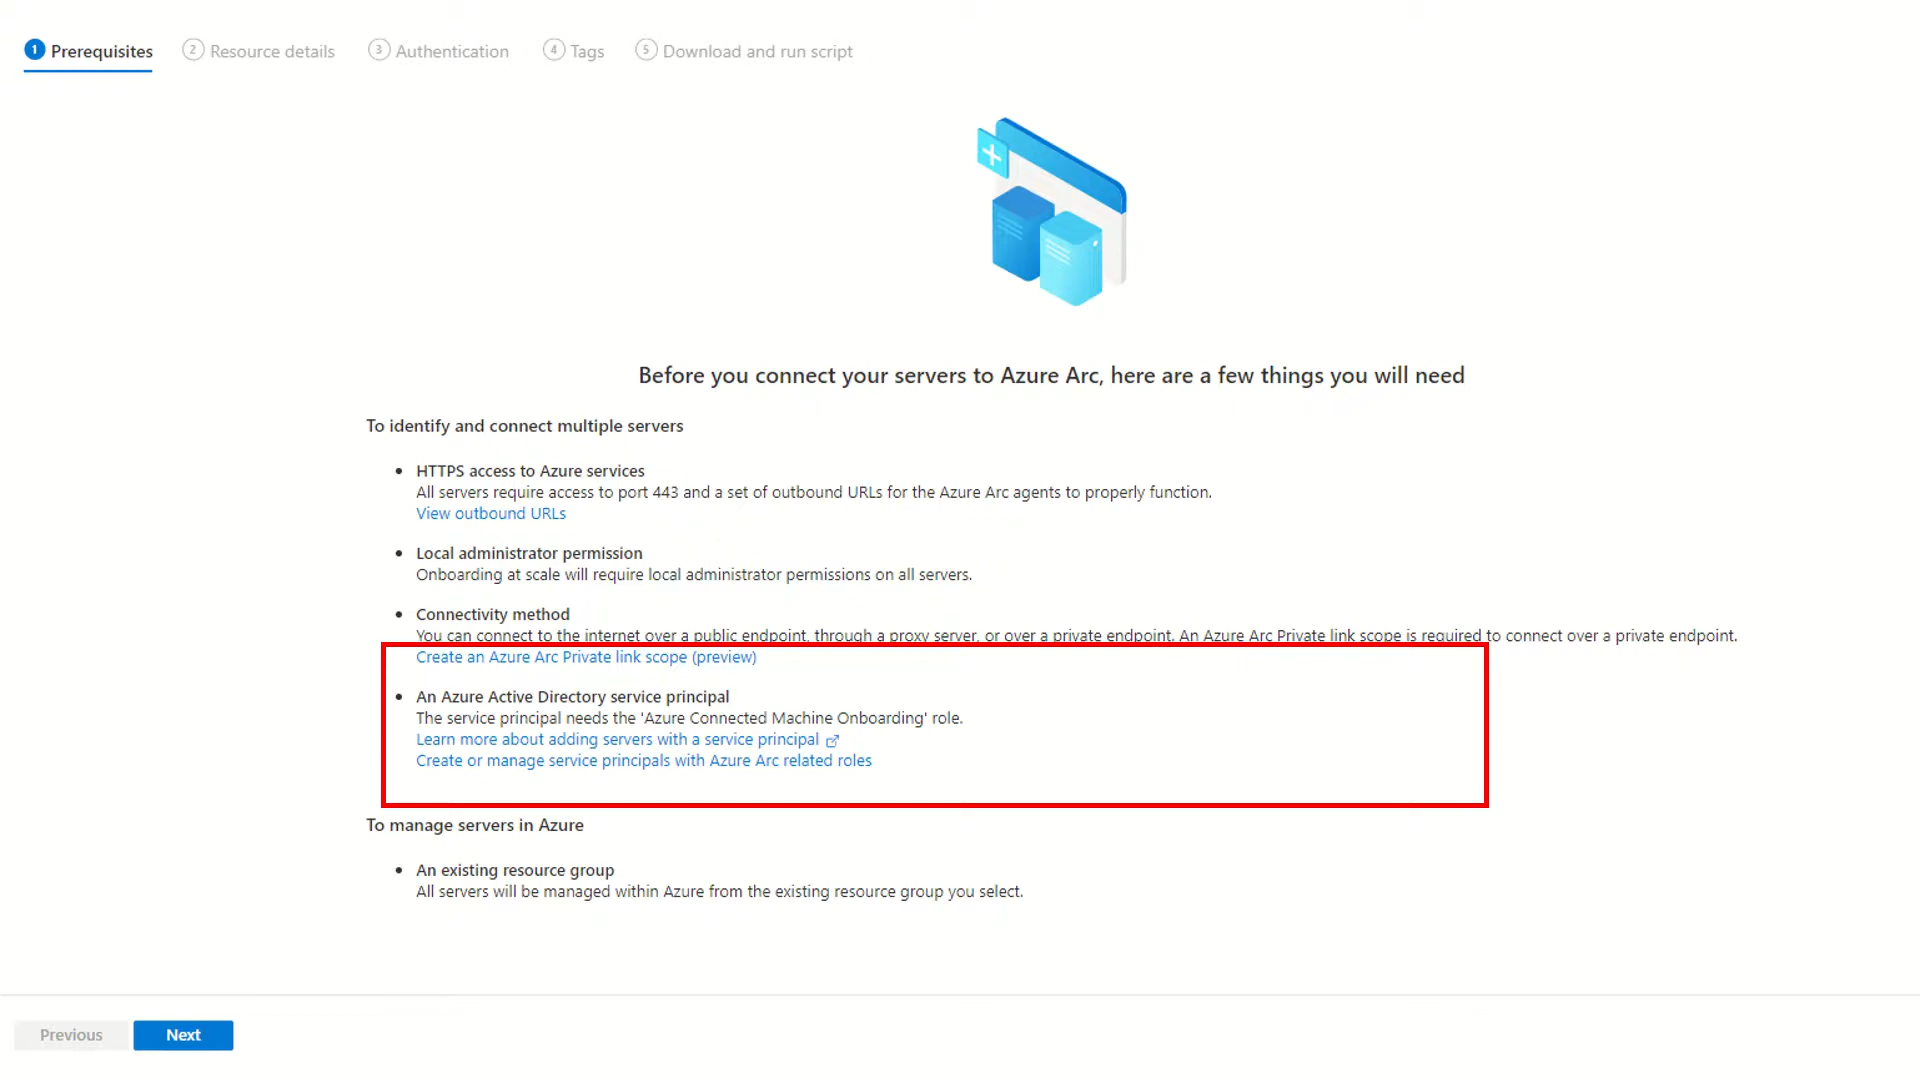 1 Prerequisites 2 Resource details 3 Authentication 4 Tags 5 Download and run script
Before you connect your servers to Azure Arc, here are a few things you will need
To identify and connect multiple servers
• HTTPS access to Azure services
All servers require access to port 443 and a set of outbound URLs for the Azure Arc agents to properly function.
View outbound URLs
• Local administrator permission
Onboarding at scale will require local administrator permissions on all servers.
• Connectivity method
You can connect to the internet over a public endpoint, through a proxy server, or over a private endpoint. An Azure Arc Private link scope is required to connect over a private endpoint.
Create an Azure Arc Private link scope (preview)
• An Azure Active Directory service principal
The service principal needs the 'Azure Connected Machine Onboarding' role.
Learn more about adding servers with a service principal
Create or manage service principals with Azure Arc related roles
To manage servers in Azure
• An existing resource group
All servers will be managed within Azure from the existing resource group you select.
Previous Next